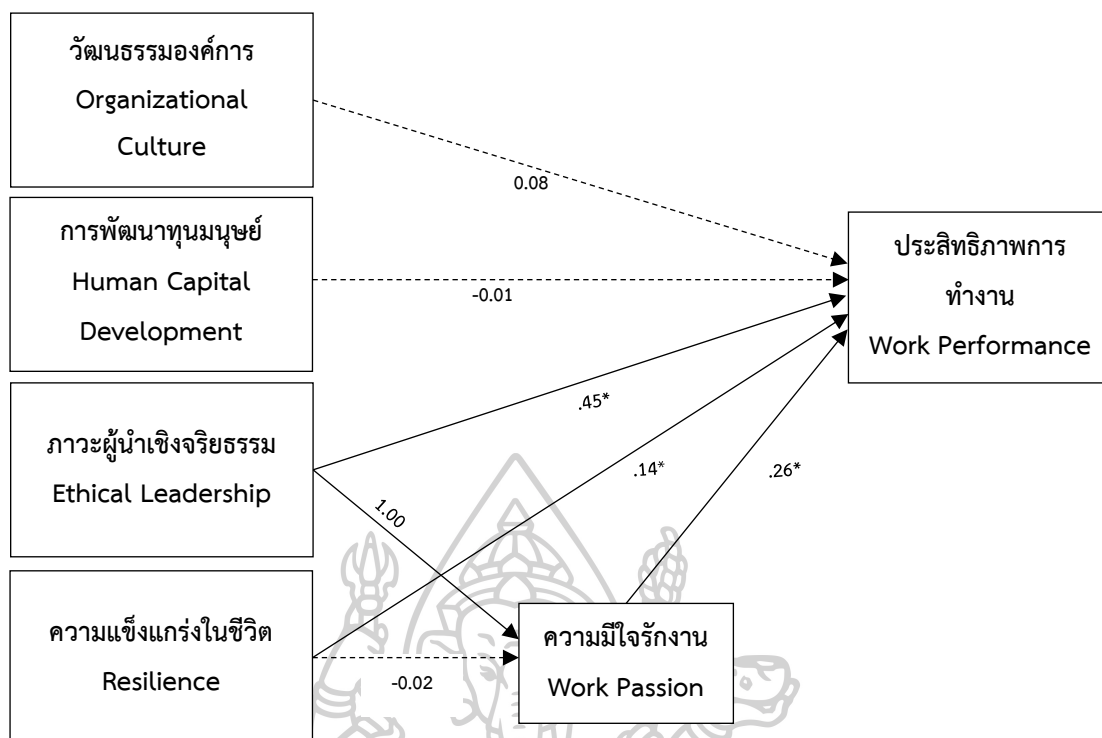 วัฒนธรรมองค์การ
Organizational
Culture
0.08
การพัฒนาทุนมนุษย์
Human Capital
Development
-0.01
ประสิทธิภาพการ
ทำงาน
Work Performance
ภาวะผู้นำเชิงจริยธรรม
Ethical Leadership
.45*
.14*
.26*
1.00
ความแข็งแกร่งในชีวิต
Resilience
-0.02
ความมีใจรักงาน
Work Passion